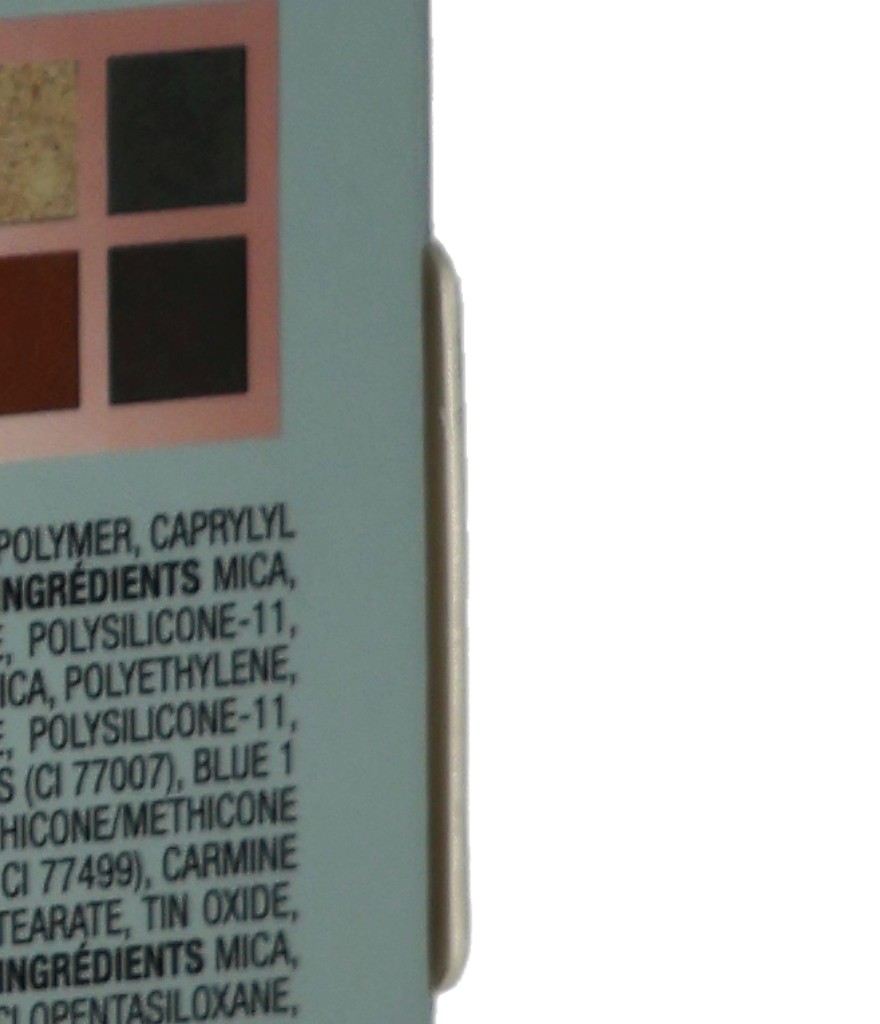 POLYMER, CAPRYLYL
INGRÉDIENTS MICA,
E, POLYSILICONE-11,
ICA, POLYETHYLENE,
E, POLYSILICONE-11,
S (CI 77007), BLUE 1
HICONE/METHICONE
CI 77499), CARMINE
TEARATE, TIN OXIDE,
INGRÉDIENTS MICA,
CLOPENTASILOXANE,